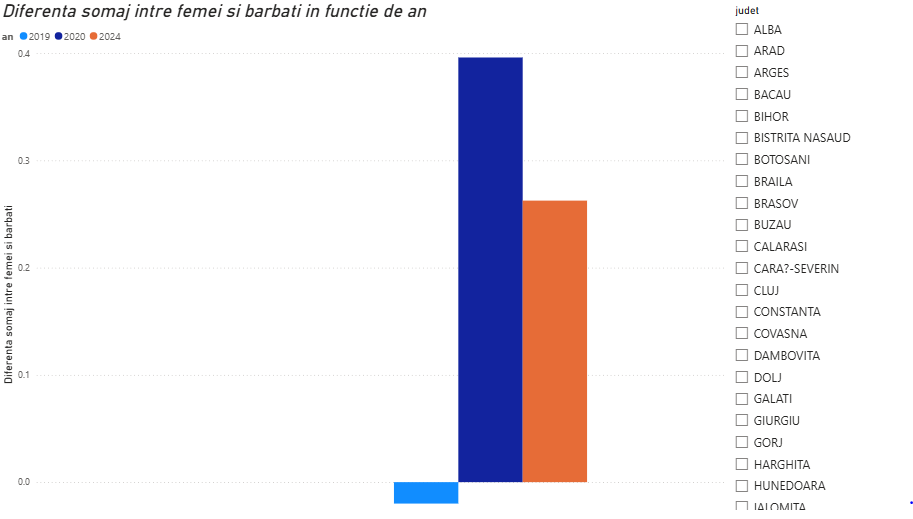 Diferenta somaj intre femei si barbati in functie de an
an 2019 2020 2024
0.4
0.3
0.2
0.1
0.0
Diferenta somaj intre femei si barbati
judet
ALBA
ARAD
ARGES
BACAU
BIHOR
BISTRITA NASAUD
BOTOSANI
BRAILA
BRASOV
BUZAU
CALARASI
CARA?-SEVERIN
CLUJ
CONSTANTA
COVASNA
DAMBOVITA
DOLJ
GALATI
GIURGIU
GORJ
HARGHITA
HUNEDOARA
IALOMITA